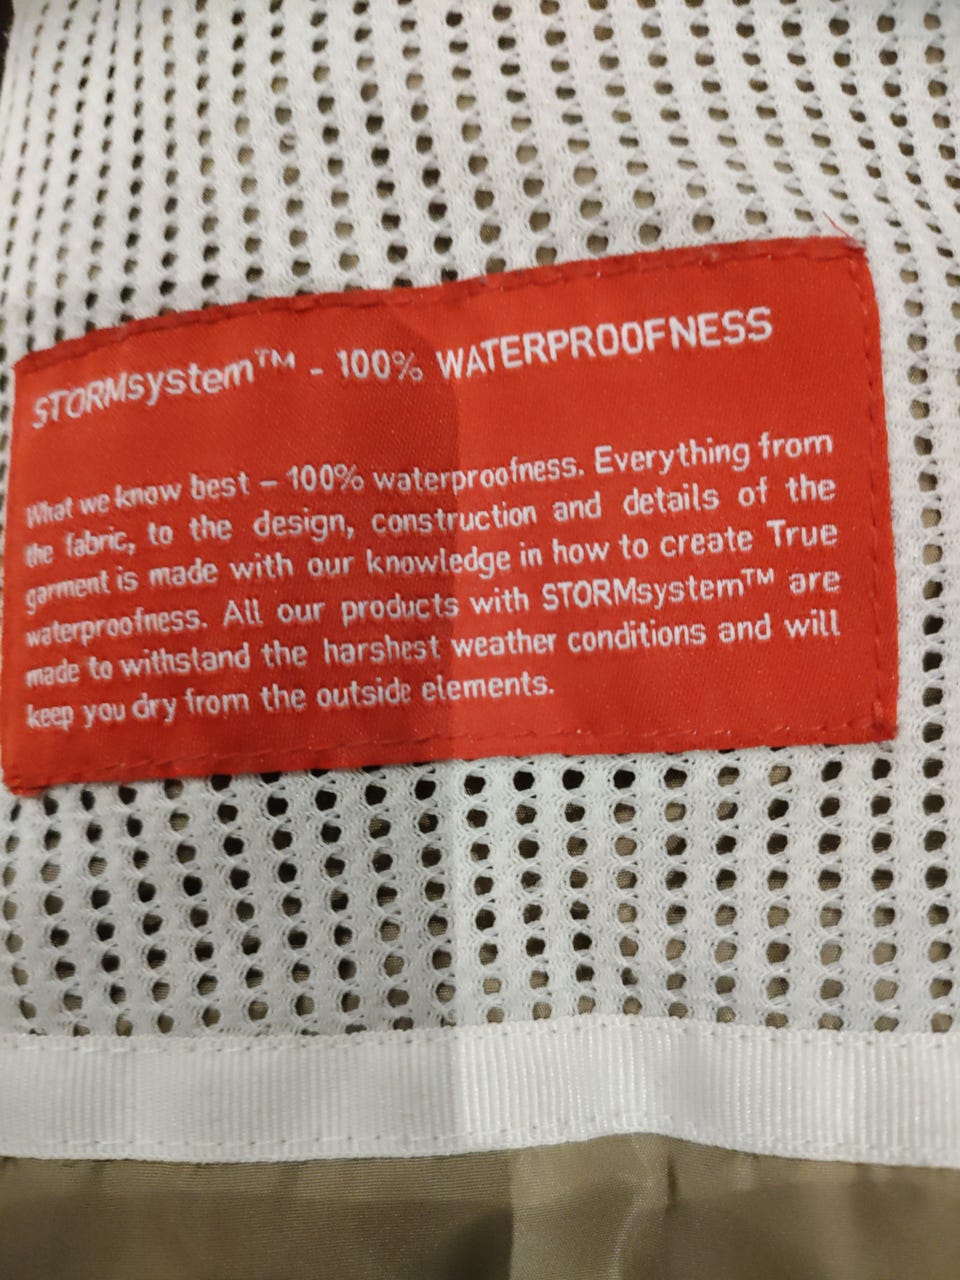 STORMsystem™ - 100% WATERPROOFNESS
What we know best – 100% waterproofness. Everything from
the fabric, to the design, construction and details of the
garment is made with our knowledge in how to create True
waterproofness. All our products with STORMsystem™ are
made to withstand the harshest weather conditions and will
keep you dry from the outside elements.